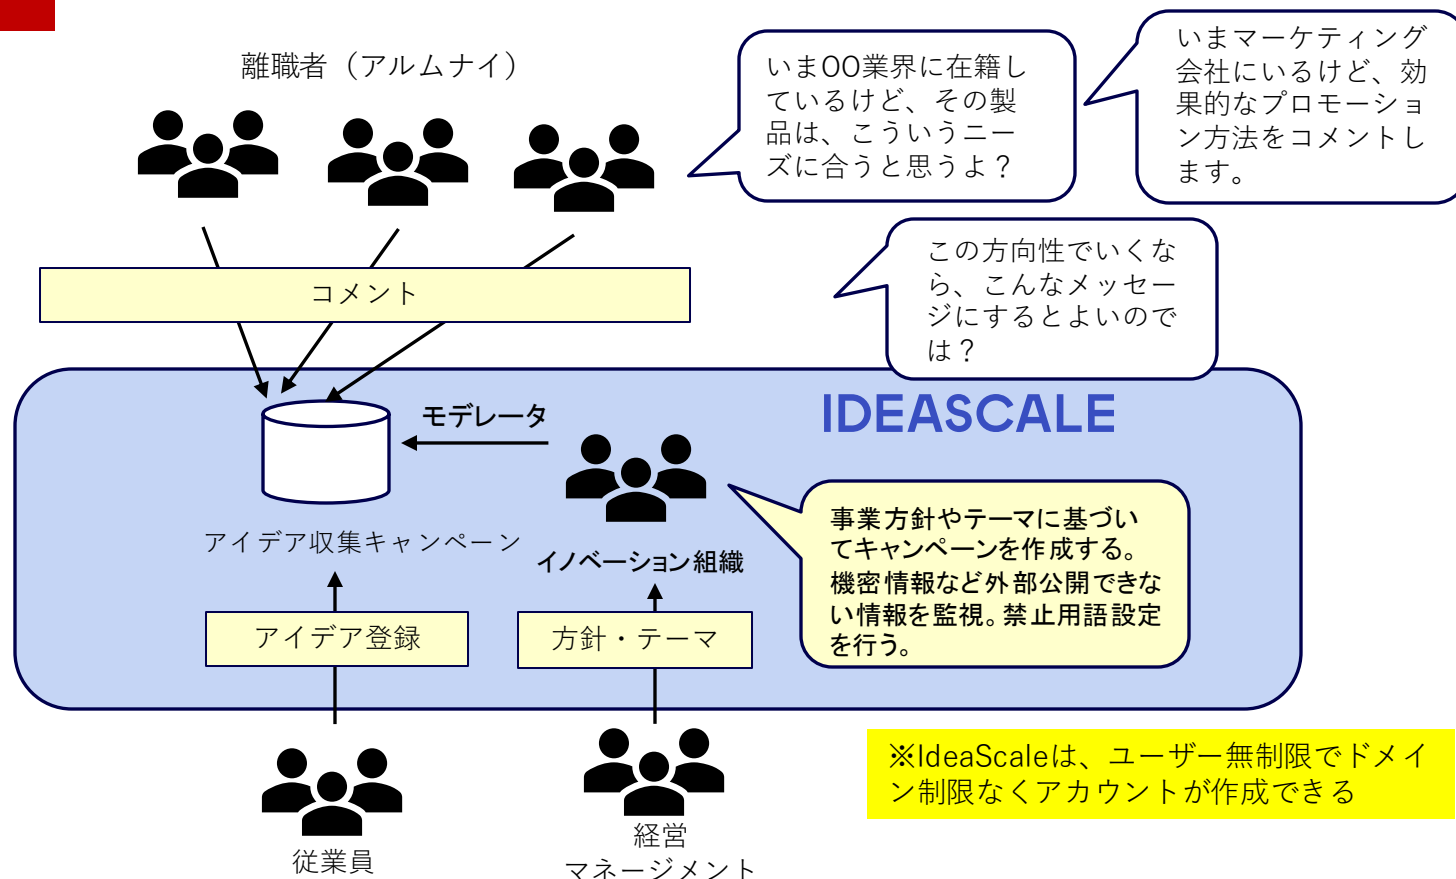 離職者（アルムナイ）
いまOO業界に在籍し
ているけど、その製
品は、こういうニー
ズに合うと思うよ？
いまマーケティング
会社にいるけど、効
果的なプロモーショ
ン方法をコメントし
ます。
この方向性でいくな
ら、こんなメッセー
ジにするとよいので
は？
コメント
IDEASCALE
モデレータ
アイデア収集キャンペーン
イノベーション組織
事業方針やテーマに基づい
てキャンペーンを作成する。
機密情報など外部公開できな
い情報を監視。禁止用語設定
を行う。
アイデア登録
方針・テーマ
従業員
経営
マネージメント
※IdeaScaleは、ユーザー無制限でドメイ
ン制限なくアカウントが作成できる